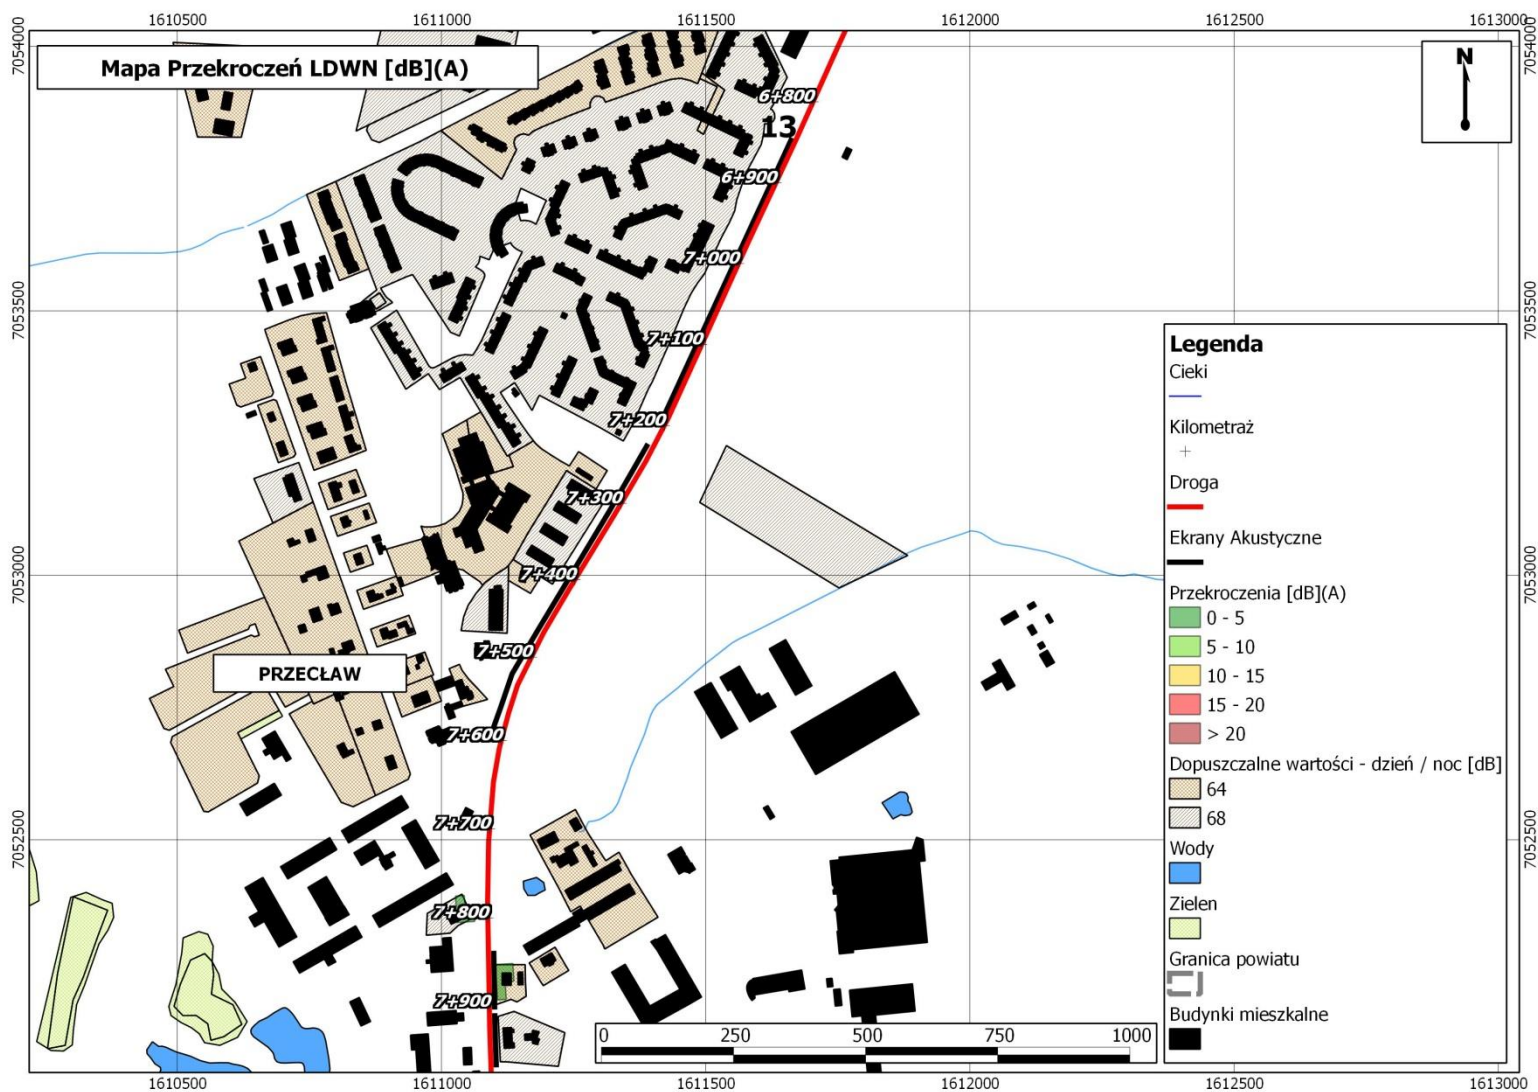 1610500 1611000 1611500 1612000 1612500 1613000
7054000
7054000
Mapa Przekroczeń LDWN [dB](A)
N
6+800
13
6+900
7+000
7053500
7053500
7+100
7+200
7+300
7+400
7053000
7053000
7+500
PRZECŁAW
7+600
7+700
7052500
7052500
7+800
7+900
Legenda
Cieki
Kilometraż
Droga
Ekrany Akustyczne
Przekroczenia [dB](A)
0 - 5
5 - 10
10 - 15
15 - 20
> 20
Dopuszczalne wartości - dzień / noc [dB]
64
68
Wody
Zielen
Granica powiatu
Budynki mieszkalne
0 250 500 750 1000
1610500 1611000 1611500 1612000 1612500 1613000